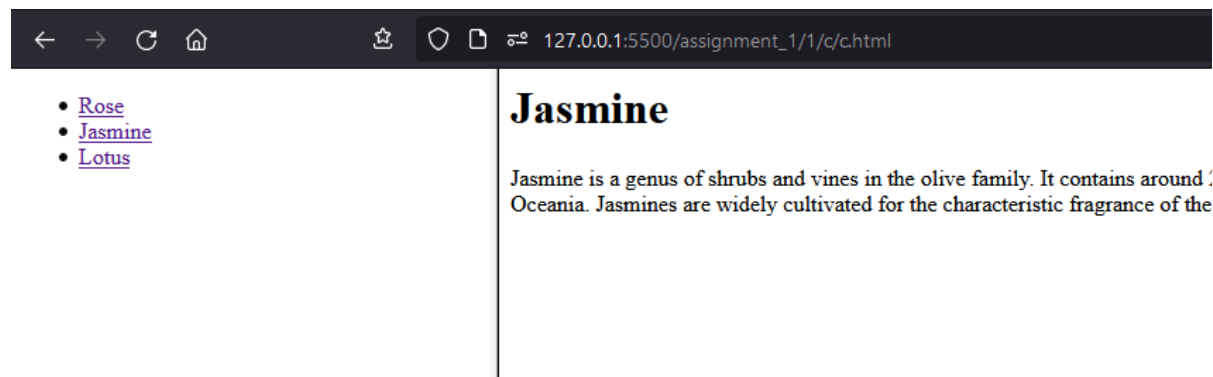 127.0.0.1:5500/assignment_1/1/c/c.html
Rose
Jasmine
Lotus
Jasmine
Jasmine is a genus of shrubs and vines in the olive family. It contains around
Oceania. Jasmines are widely cultivated for the characteristic fragrance of the